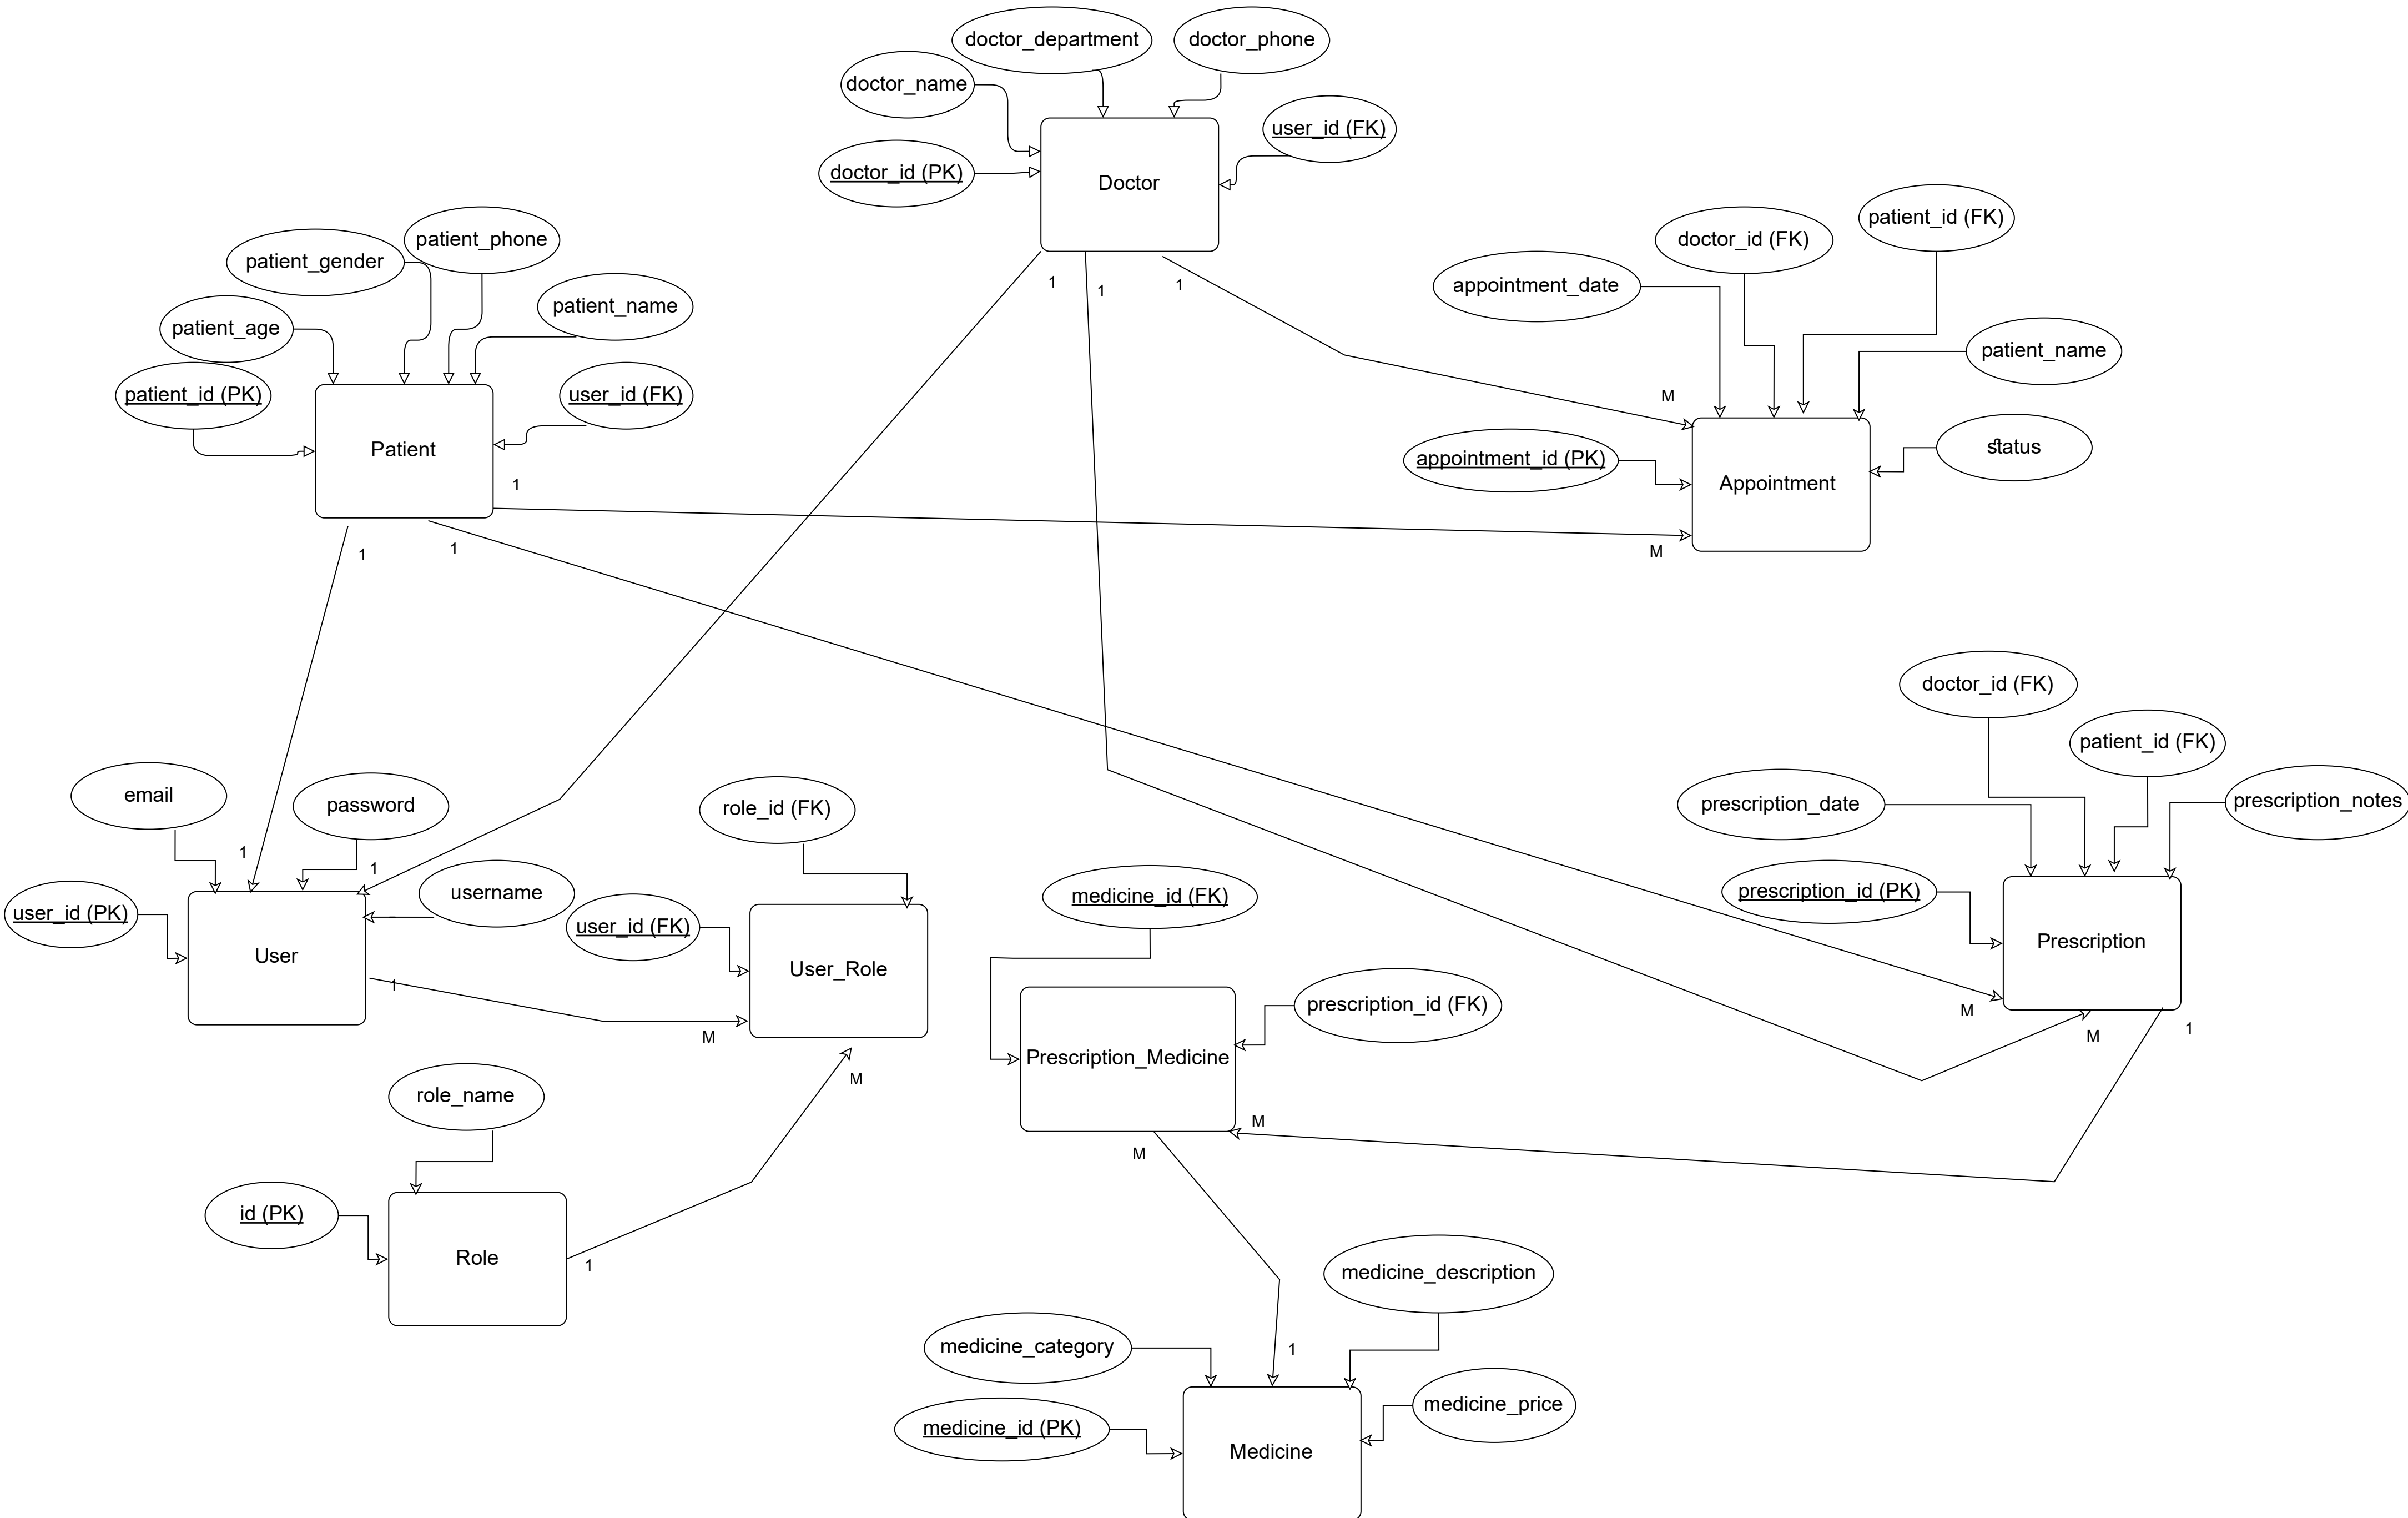 doctor_department
doctor_phone
doctor_name
user_id (FK)
doctor_id (PK)
Doctor
patient_phone
patient_gender
patient_name
patient_age
patient_id (PK)
user_id (FK)
Patient
1
1
1
1
1
1
patient_id (FK)
doctor_id (FK)
appointment_date
patient_name
M
status
appointment_id (PK)
Appointment
M
doctor_id (FK)
patient_id (FK)
prescription_date
prescription_notes
prescription_id (PK)
Prescription
M
M
1
email
password
1
1
username
user_id (PK)
User
1
role_id (FK)
user_id (FK)
User_Role
M
M
role_name
id (PK)
Role
1
medicine_id (FK)
prescription_id (FK)
Prescription_Medicine
M
M
medicine_description
medicine_category
1
medicine_price
medicine_id (PK)
Medicine